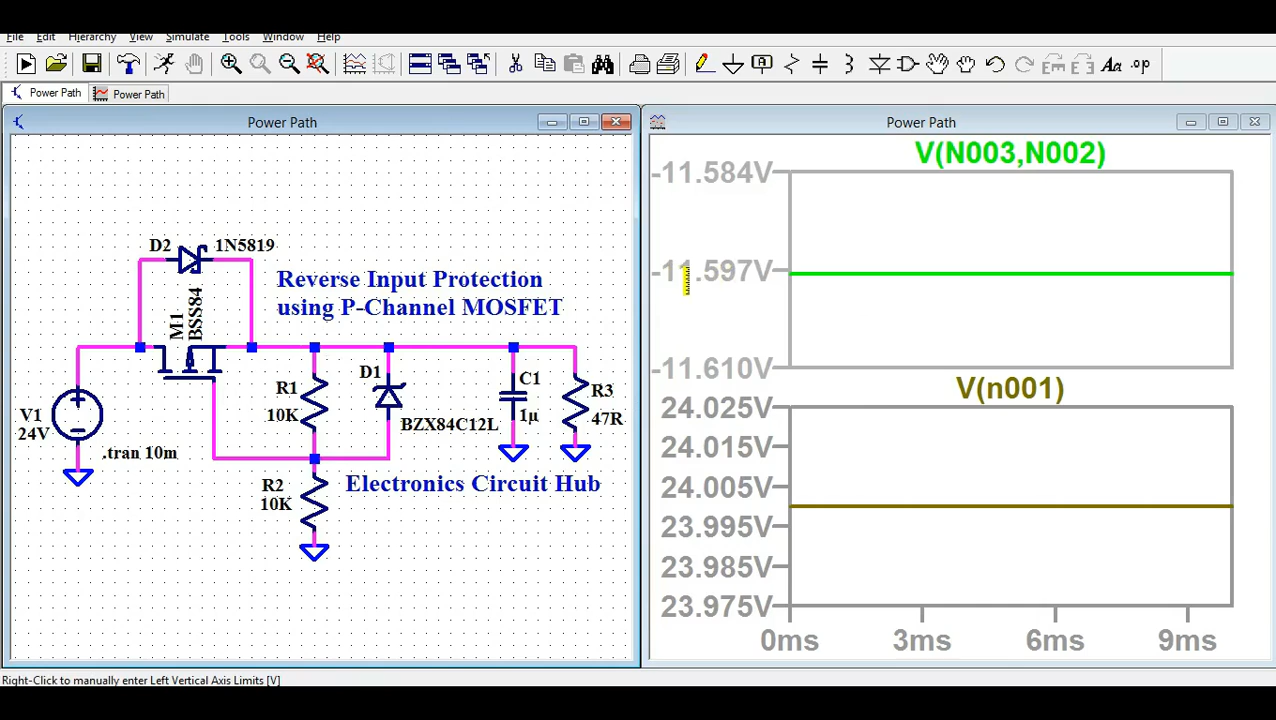 File Edit Hierarchy View Simulate Tools Window Help
Aa .op
Power Path Power Path
Power Path
D2 1N5819
Reverse Input Protection
using P-Channel MOSFET
M1
BSS84
V1
24V
.tran 10m
R1
10K
D1
BZX84C12L
C1
1µ
R3
47R
R2
10K
Electronics Circuit Hub
Power Path
V(N003,N002)
-11.584V
-11.597V
-11.610V
V(n001)
24.025V
24.015V
24.005V
23.995V
23.985V
23.975V
0ms 3ms 6ms 9ms
Right-Click to manually enter Left Vertical Axis Limits [V]